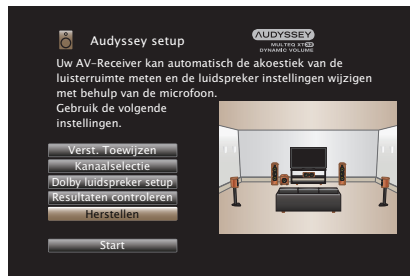 Audyssey setup
AUDYSSEY
MULTEQ XT32
DYNAMIC VOLUME
Uw AV-Receiver kan automatisch de akoestiek van de
luisterruimte meten en de luidspreker instellingen wijzigen
met behulp van de microfoon.
Gebruik de volgende
instellingen.
Verst. Toewijzen
Kanaalselectie
Dolby luidspreker setup
Resultaten controleren
Herstellen
Start